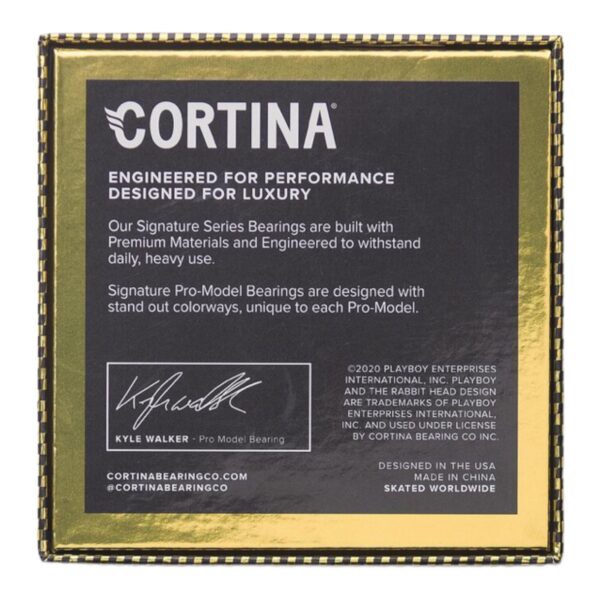 CORTINA®
ENGINEERED FOR PERFORMANCE
DESIGNED FOR LUXURY
Our Signature Series Bearings are built with
Premium Materials and Engineered to withstand
daily, heavy use.
Signature Pro-Model Bearings are designed with
stand out colorways, unique to each Pro-Model.
KYLE WALKER - Pro Model Bearing
©2020 PLAYBOY ENTERPRISES
INTERNATIONAL, INC. PLAYBOY
AND THE RABBIT HEAD DESIGN
ARE TRADEMARKS OF PLAYBOY
ENTERPRISES INTERNATIONAL,
INC. AND USED UNDER LICENSE
BY CORTINA BEARING CO INC.
CORTINABEARINGCO.COM
@CORTINABEARINGCO
DESIGNED IN THE USA
MADE IN CHINA
SKATED WORLDWIDE